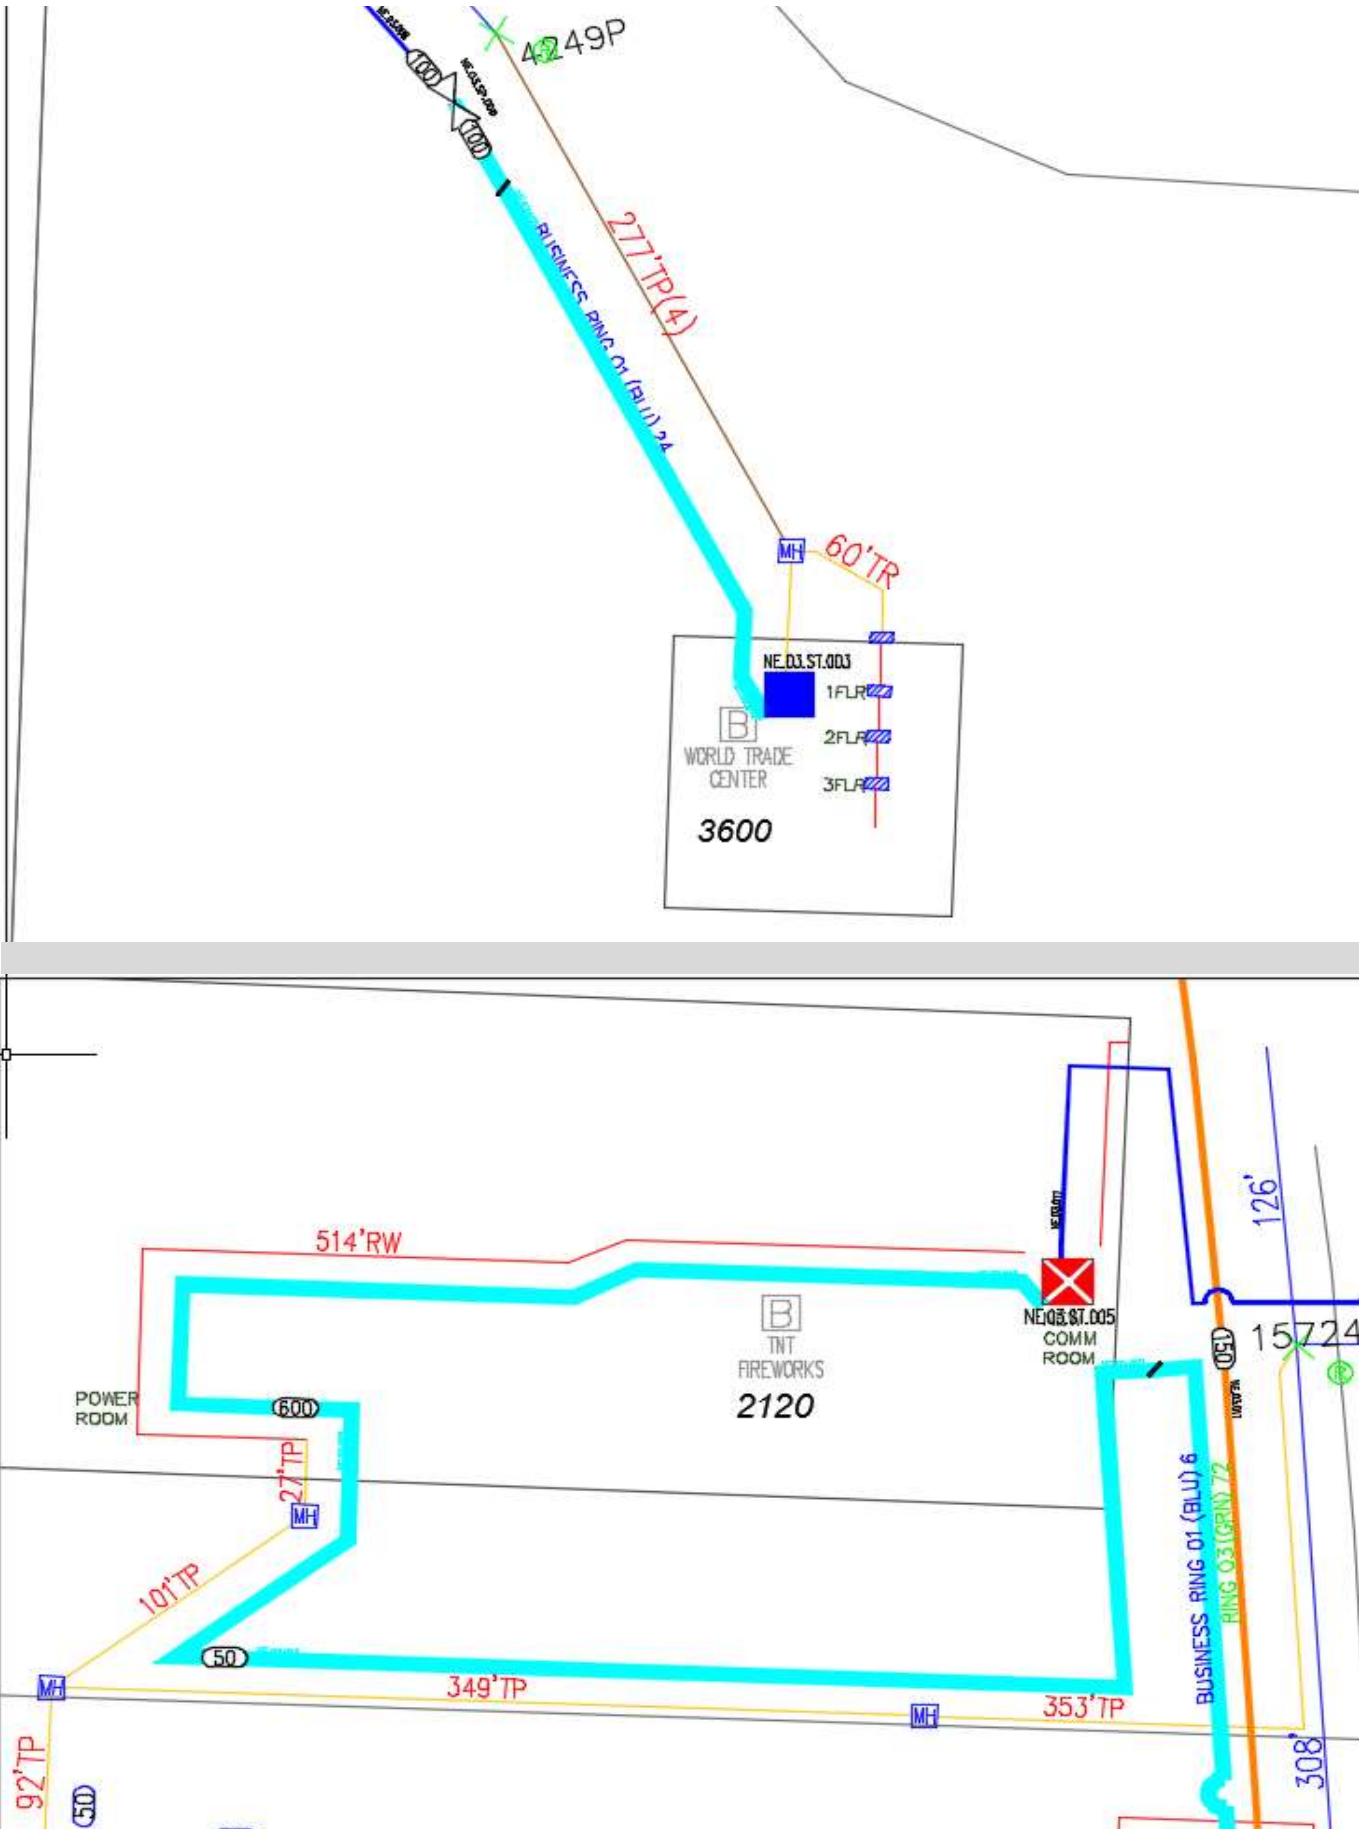 4249P
100
100
277'TP(4)
BUSINESS RING 01 (BLU) 24
MH
60'TR
NE.03.ST.003
1FLR
B
2FLR
WORLD TRADE
CENTER
3FLR
3600
126'
514'RW
NE.03.ST.005
B
COMM
ROOM
TNT
FIREWORKS
2120
150
15724
R
POWER
ROOM
600
27'TP
MH
101'TP
BUSINESS RING 01 (BLU) 6
RING 03(GRN) 72
50
MH
349'TP
MH
353'TP
92'TP
50
308'